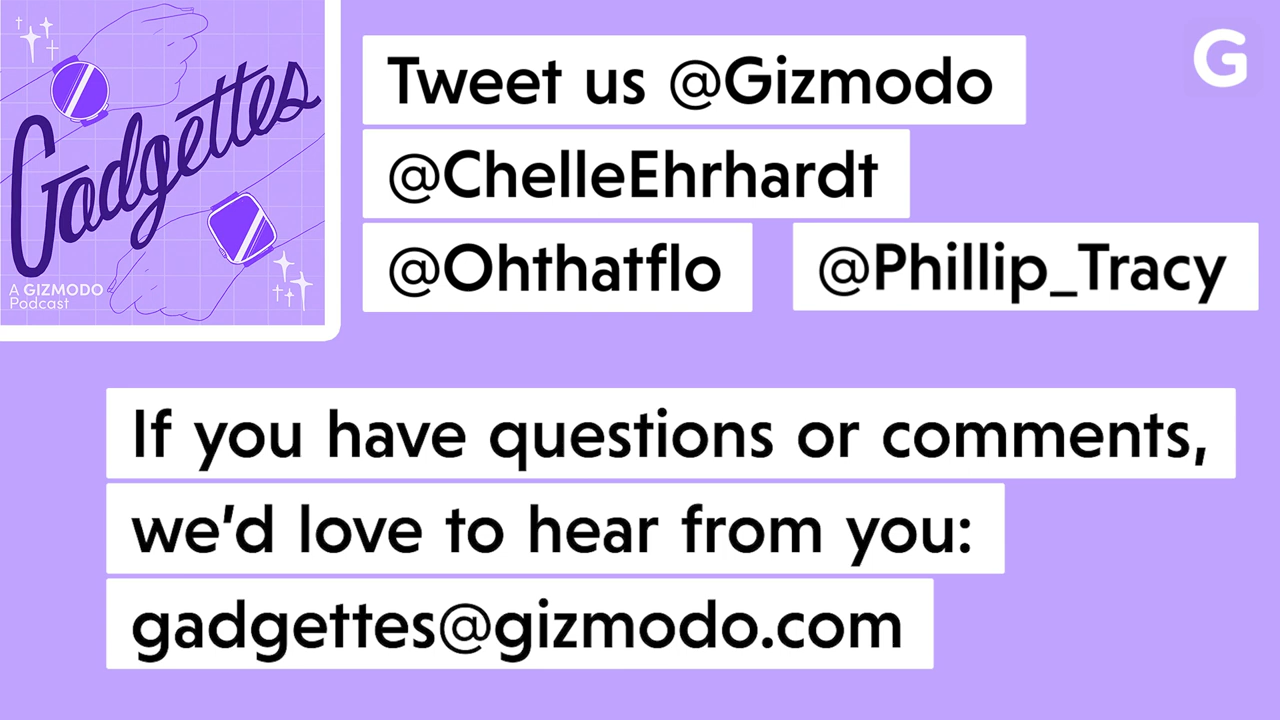 Gadgettes
A GIZMODO
Podcast
Tweet us @Gizmodo
@ChelleEhrhardt
@Ohthatflo @Phillip_Tracy
G
If you have questions or comments,
we’d love to hear from you:
gadgettes@gizmodo.com